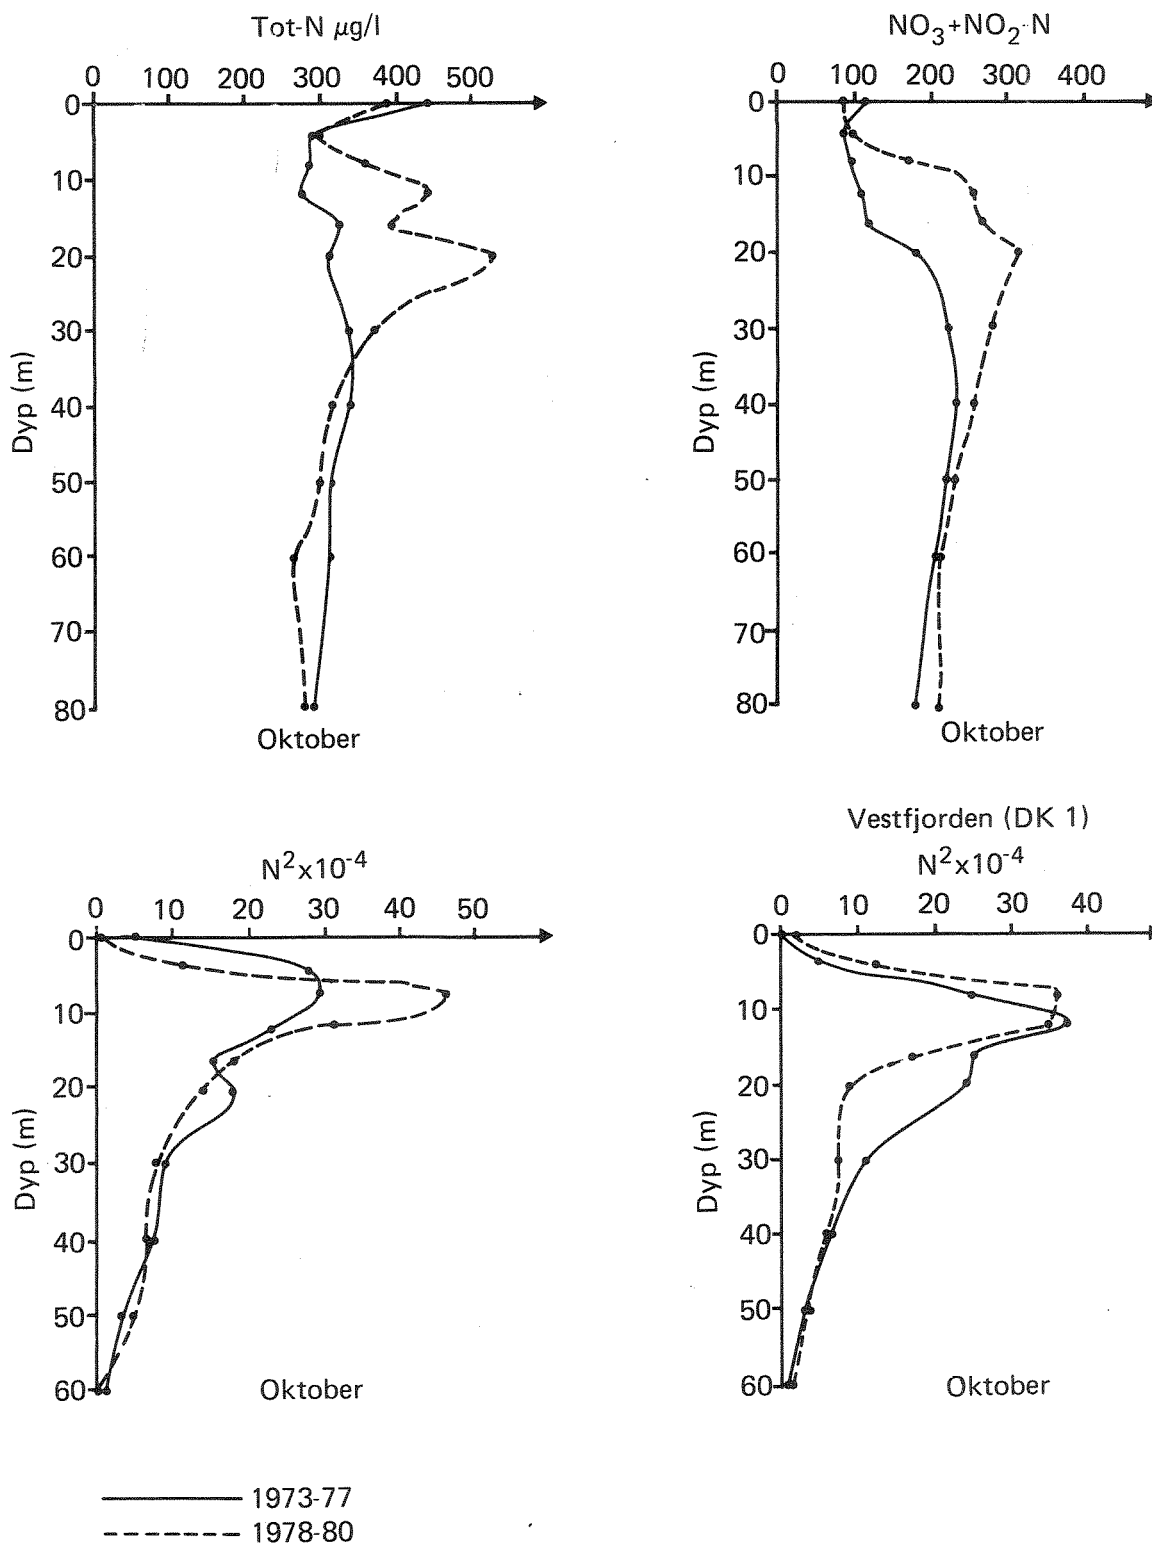 Tot-N µg/l
0 100 200 300 400 500
0
10
20
30
40
50
60
70
80
Dyp (m)
Oktober
NO₃+NO₂-N
0 100 200 300 400
0
10
20
30
40
50
60
70
80
Dyp (m)
Oktober
N²x10⁻⁴
0 10 20 30 40 50
0
10
20
30
40
50
60
Dyp (m)
Oktober
Vestfjorden (DK 1)
N²x10⁻⁴
0 10 20 30 40
0
10
20
30
40
50
60
Dyp (m)
Oktober
1973-77
1978-80